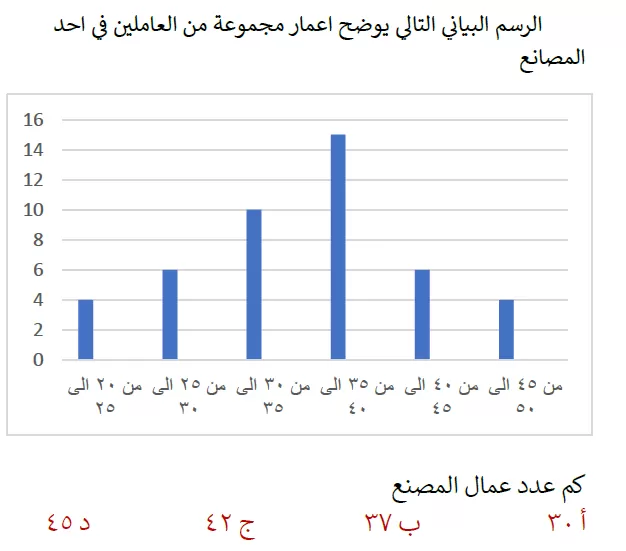 الرسم البياني التالي يوضح اعمار مجموعة من العاملين في احد
المصانع
16
14
12
10
8
6
4
2
0
من ٢٠ الى من ٢٥ الى من ٣٠ الى من ٣٥ الى من ٤٠ الى من ٤٥ الى
٢٥ ٣٠ ٣٥ ٤٠ ٤٥ ٥٠
كم عدد عمال المصنع
أ ٣٠ ب ٣٧ ج ٤٢ د ٤٥